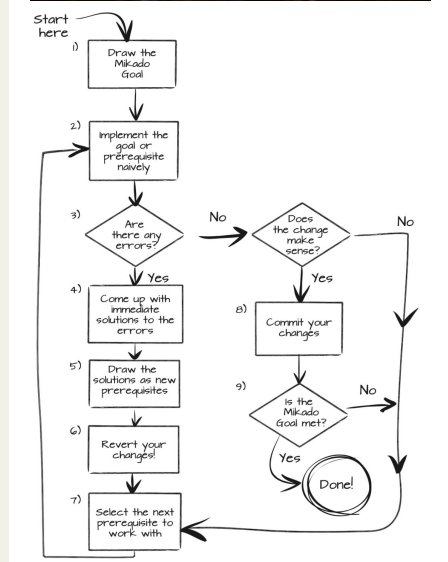 Start
here
1)
Draw the
Mikado
Goal
2)
Implement the
goal or
prerequisite
naively
3)
Are
there any
errors?
No
Does
the change
make
sense?
No
Yes
Yes
4)
Come up with
immediate
solutions to the
errors
8)
Commit your
changes
5)
Draw the
solutions as new
prerequisites
9)
Is the
Mikado
Goal met?
No
6)
Revert your
changes!
Yes
Done!
7)
Select the next
prerequisite to
work with